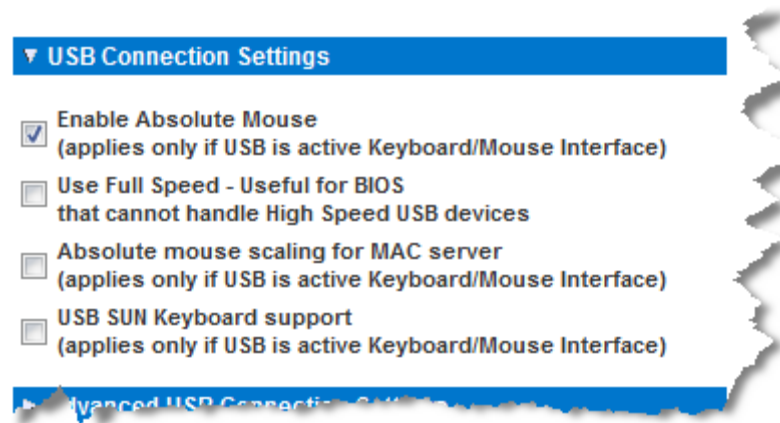 USB Connection Settings
Enable Absolute Mouse
(applies only if USB is active Keyboard/Mouse Interface)
Use Full Speed - Useful for BIOS
that cannot handle High Speed USB devices
Absolute mouse scaling for MAC server
(applies only if USB is active Keyboard/Mouse Interface)
USB SUN Keyboard support
(applies only if USB is active Keyboard/Mouse Interface)
USB Connection